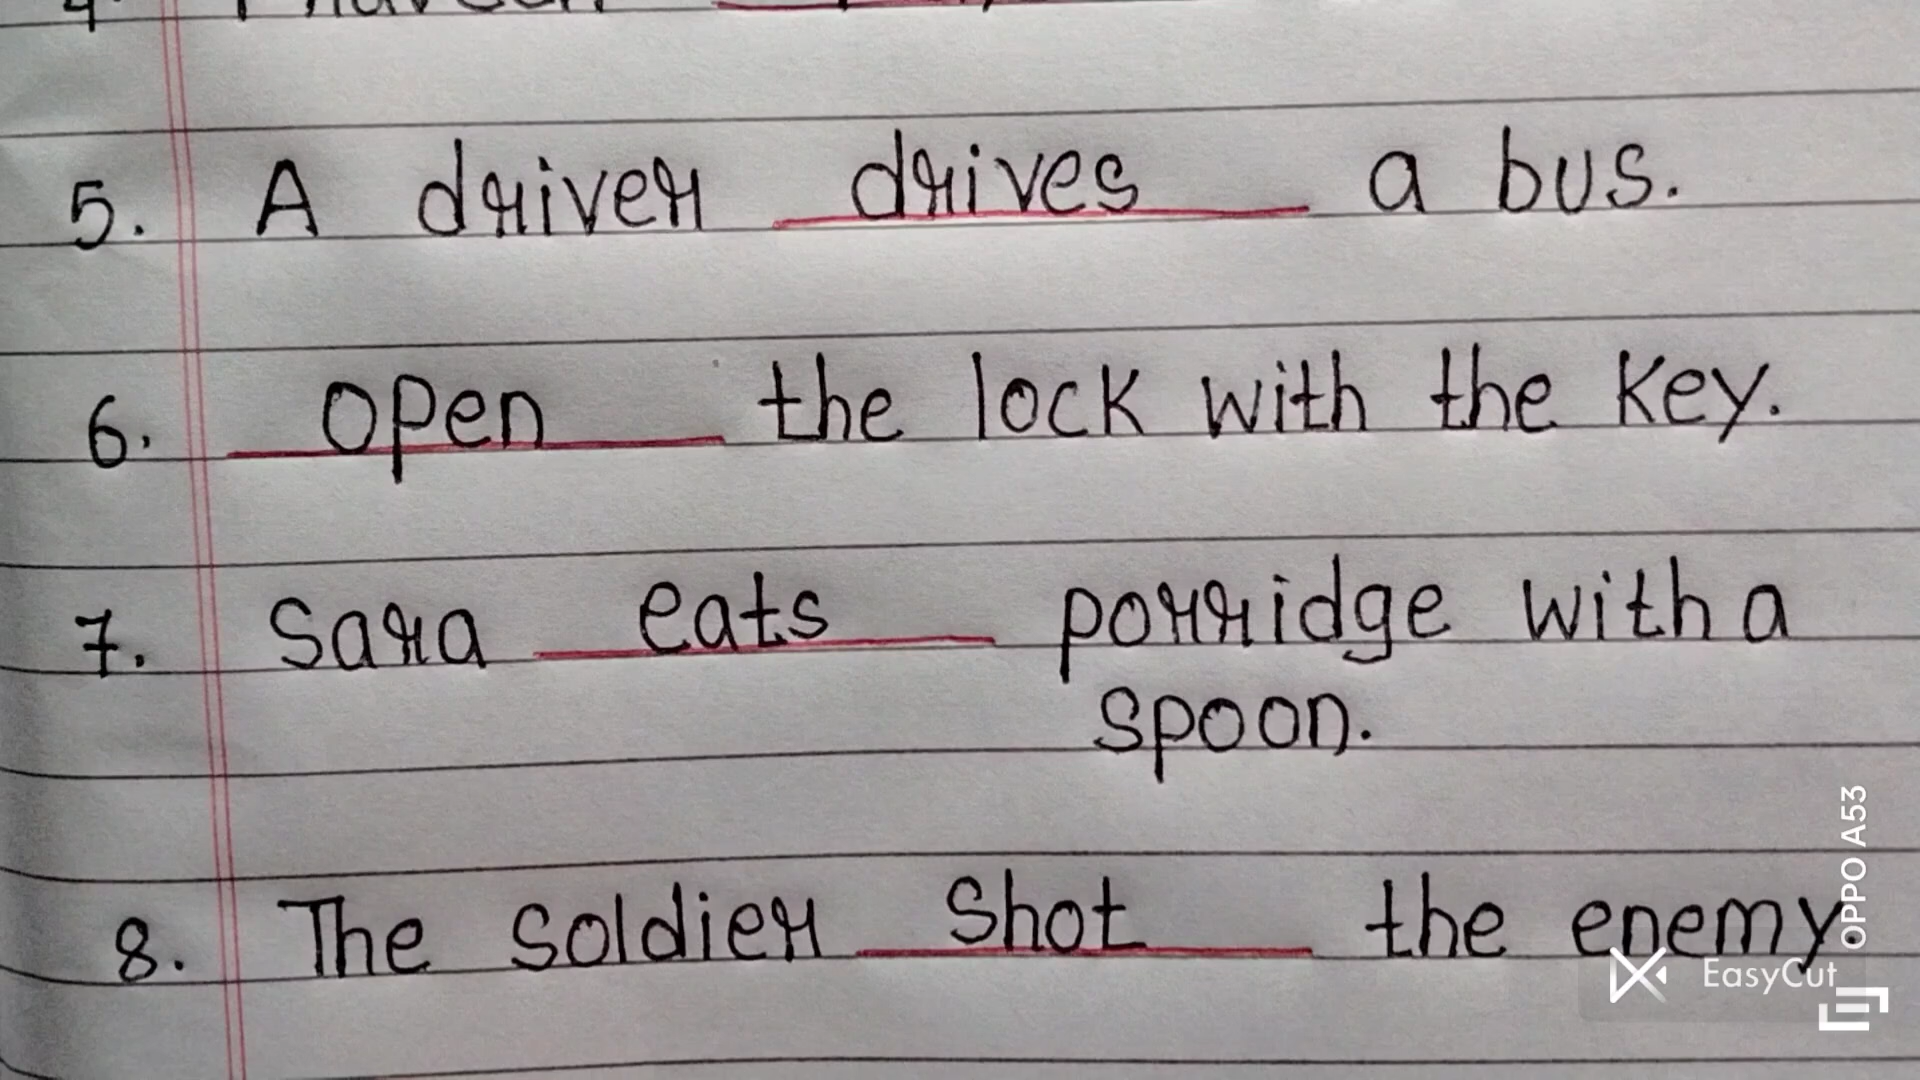 5. A driver drives a bus.
6. Open the lock with the key.
7. Sara eats porridge with a
spoon.
8. The soldier shot the enemy.
OPPO A53
EasyCut